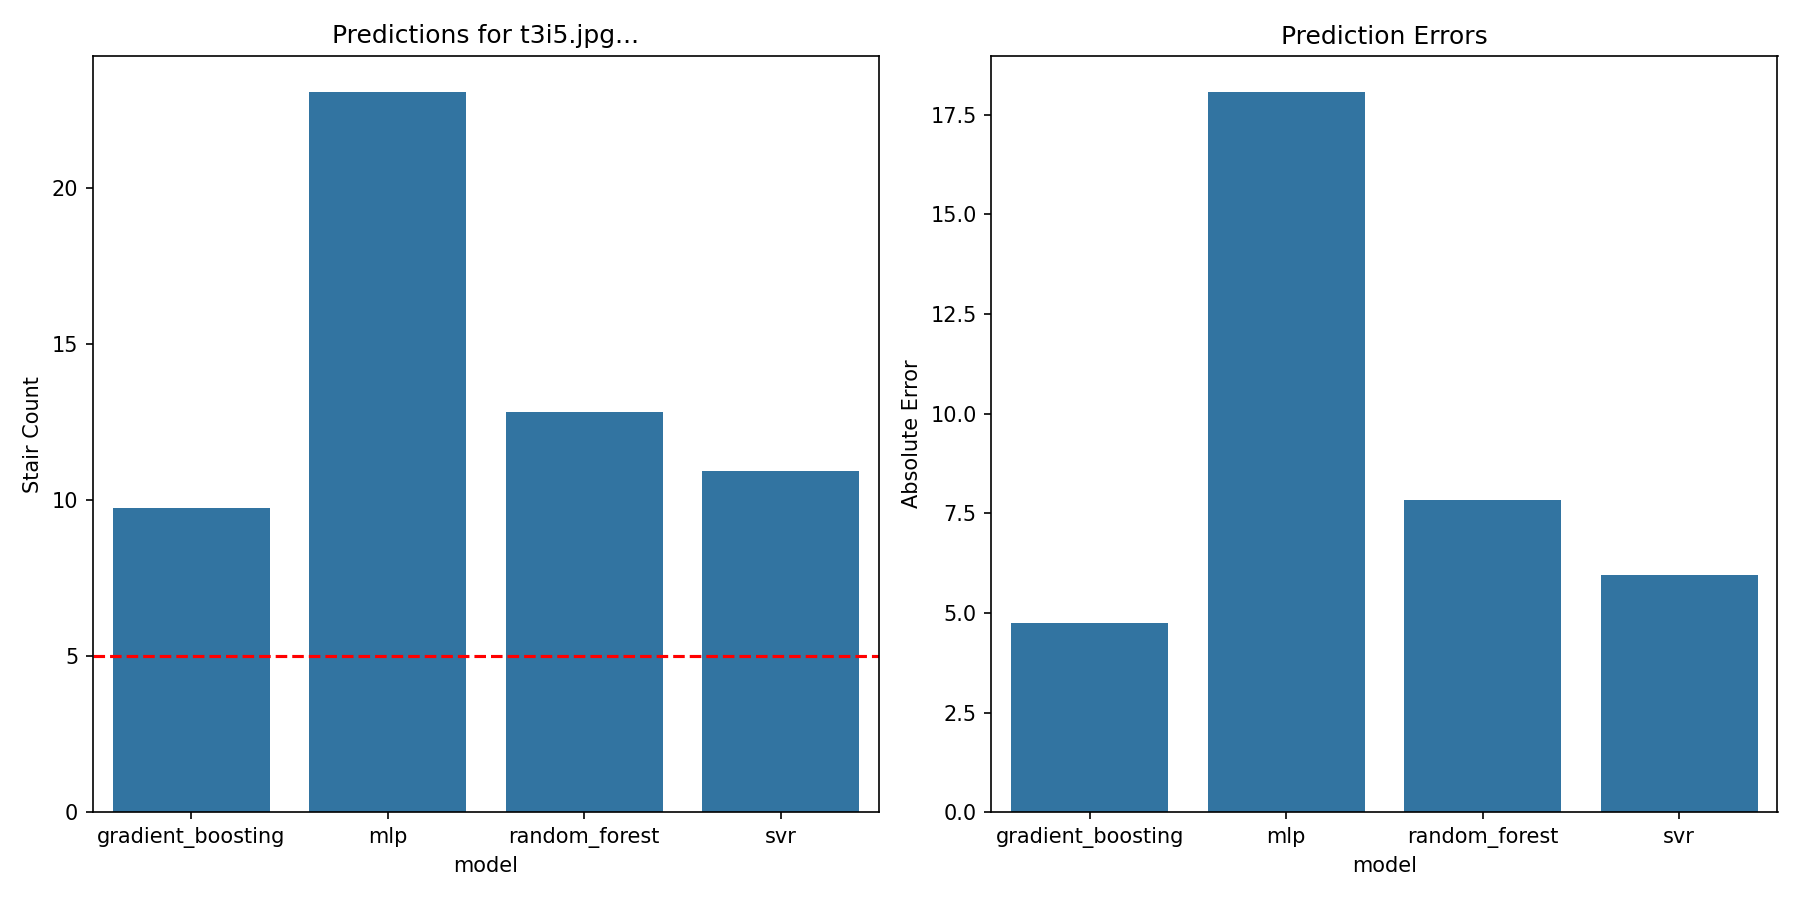 Predictions for t3i5.jpg...
Stair Count
20
15
10
5
0
gradient_boosting mlp random_forest svr
model
Prediction Errors
Absolute Error
17.5
15.0
12.5
10.0
7.5
5.0
2.5
0.0
gradient_boosting mlp random_forest svr
model